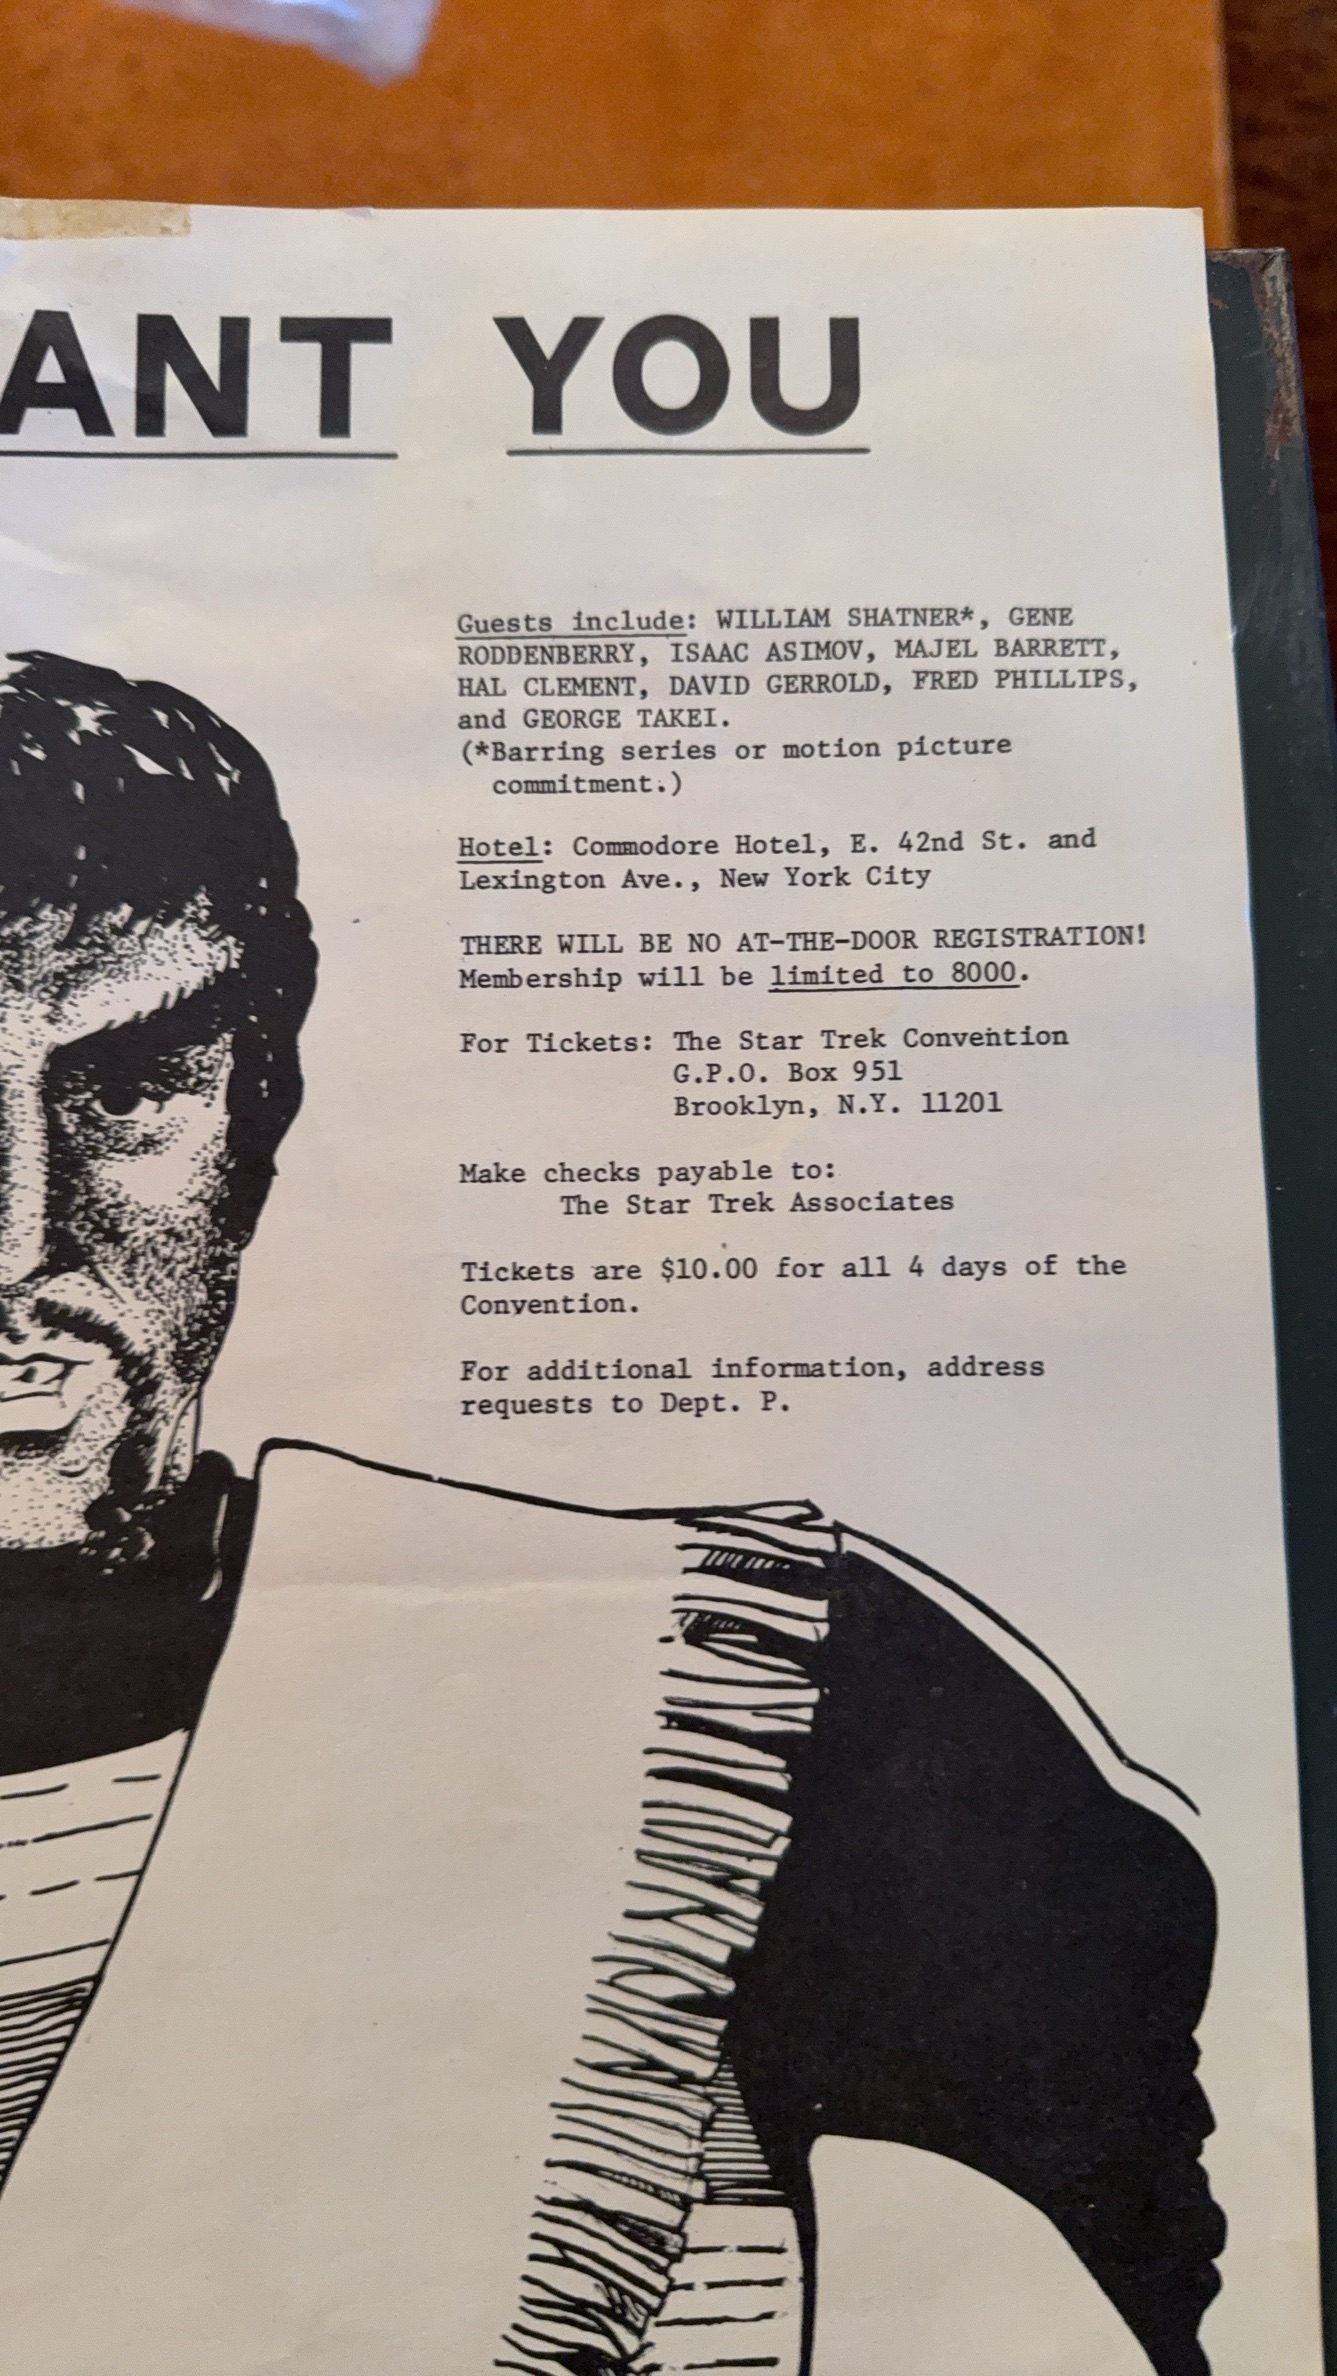 ANT YOU
Guests include: WILLIAM SHATNER*, GENE
RODDENBERRY, ISAAC ASIMOV, MAJEL BARRETT,
HAL CLEMENT, DAVID GERROLD, FRED PHILLIPS,
and GEORGE TAKEI.
(*Barring series or motion picture
commitment.)
Hotel: Commodore Hotel, E. 42nd St. and
Lexington Ave., New York City
THERE WILL BE NO AT-THE-DOOR REGISTRATION!
Membership will be limited to 8000.
For Tickets: The Star Trek Convention
G.P.O. Box 951
Brooklyn, N.Y. 11201
Make checks payable to:
The Star Trek Associates
Tickets are $10.00 for all 4 days of the
Convention.
For additional information, address
requests to Dept. P.